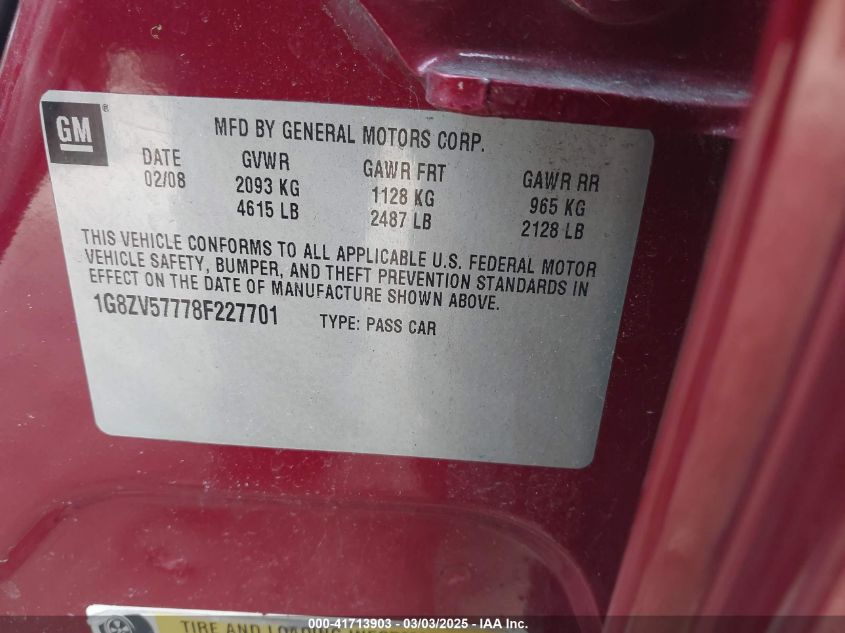 GM®
MFD BY GENERAL MOTORS CORP.
DATE GVWR GAWR FRT GAWR RR
02/08 2093 KG 1128 KG 965 KG
4615 LB 2487 LB 2128 LB
THIS VEHICLE CONFORMS TO ALL APPLICABLE U.S. FEDERAL MOTOR
VEHICLE SAFETY, BUMPER, AND THEFT PREVENTION STANDARDS IN
EFFECT ON THE DATE OF MANUFACTURE SHOWN ABOVE.
1G8ZV57778F227701 TYPE: PASS CAR
TIRE AND LOADING
000-41713903 - 03/03/2025 - IAA Inc.